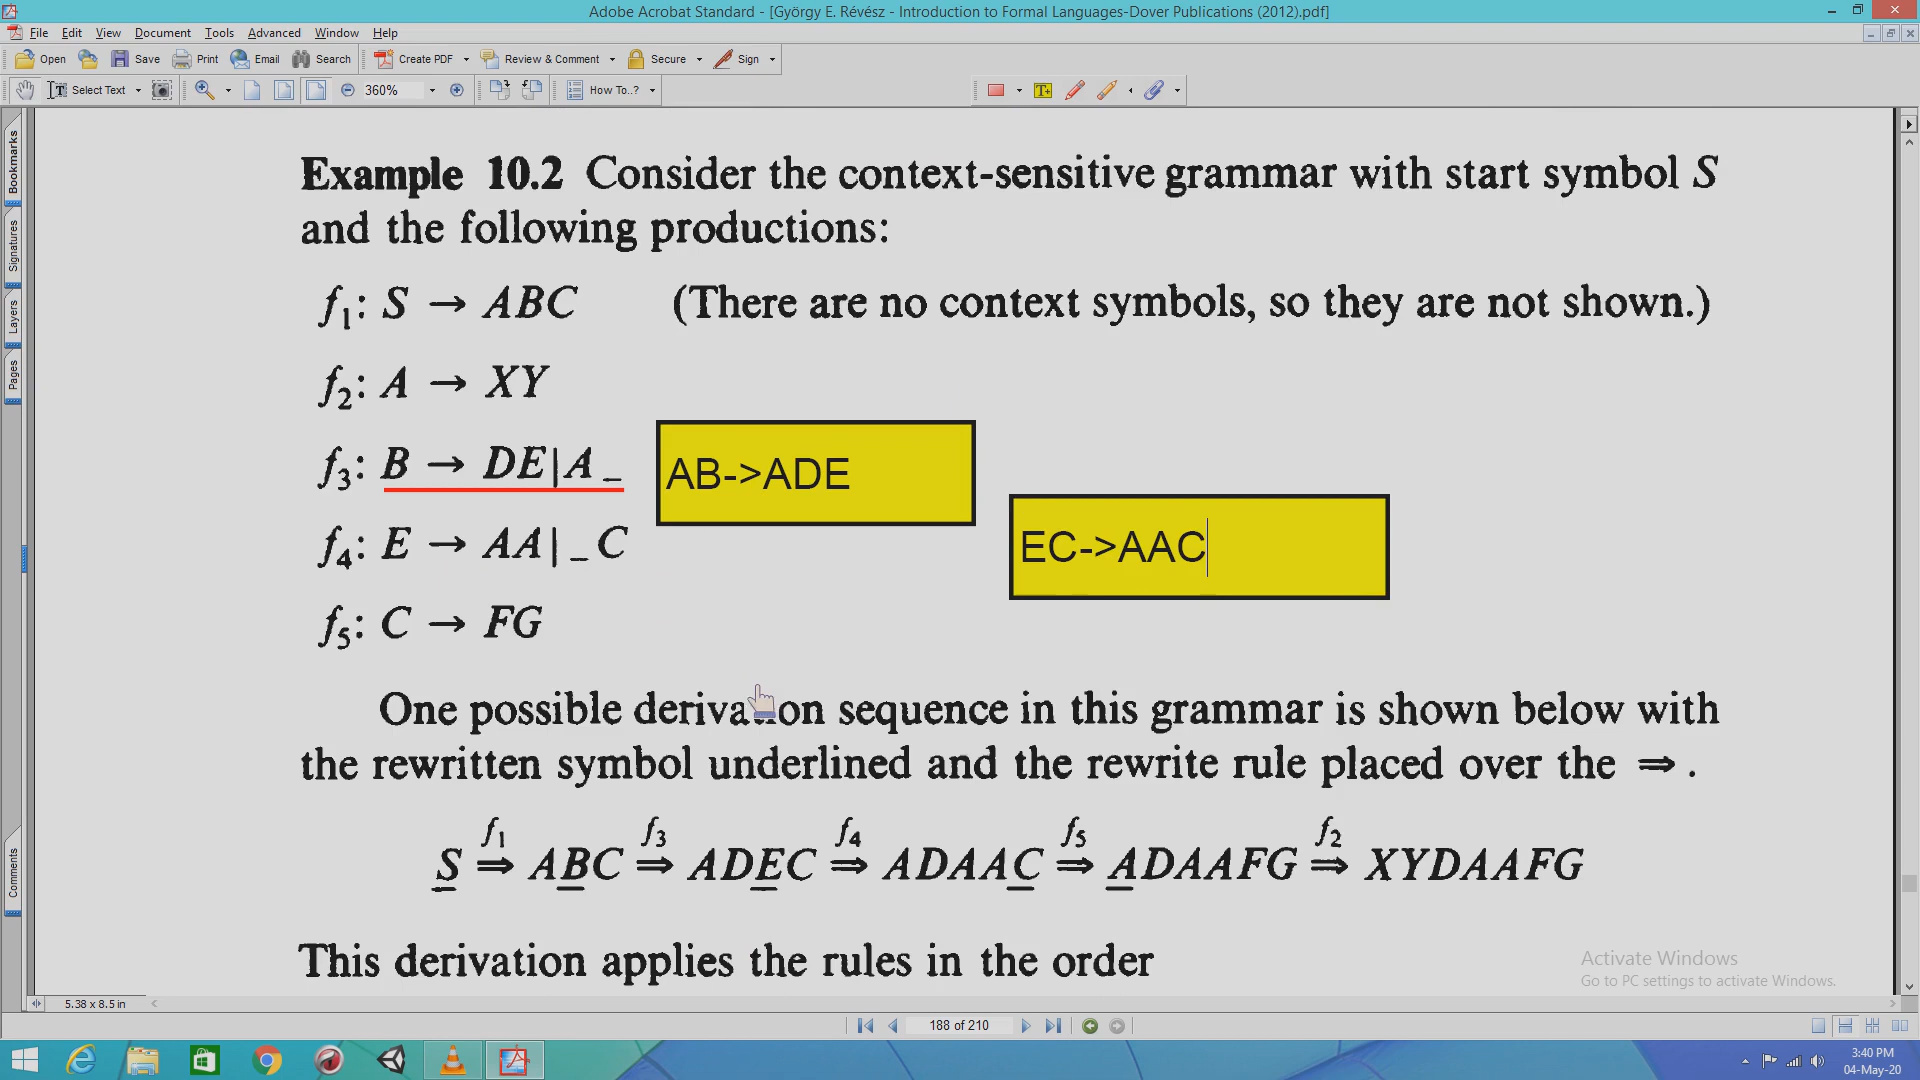 Adobe Acrobat Standard - [György E. Révész - Introduction to Formal Languages-Dover Publications (2012).pdf]
File Edit View Document Tools Advanced Window Help
Open Save Print Email Search Create PDF Review & Comment Secure Sign
Select Text 360% How To..?
Bookmarks
Signatures
Layers
Pages
Comments
Example 10.2 Consider the context-sensitive grammar with start symbol S
and the following productions:
f₁: S → ABC (There are no context symbols, so they are not shown.)
f₂: A → XY
f₃: B → DE|A _
AB->ADE
f₄: E → AA| _ C
EC->AAC
f₅: C → FG
One possible derivation sequence in this grammar is shown below with
the rewritten symbol underlined and the rewrite rule placed over the ⇒ .
f₁ f₃ f₄ f₅ f₂
S ⇒ ABC ⇒ ADEC ⇒ ADAAC ⇒ ADAAFG ⇒ XYDAAFG
This derivation applies the rules in the order
Activate Windows
Go to PC settings to activate Windows.
5.38 x 8.5 in
188 of 210
3:40 PM
04-May-20